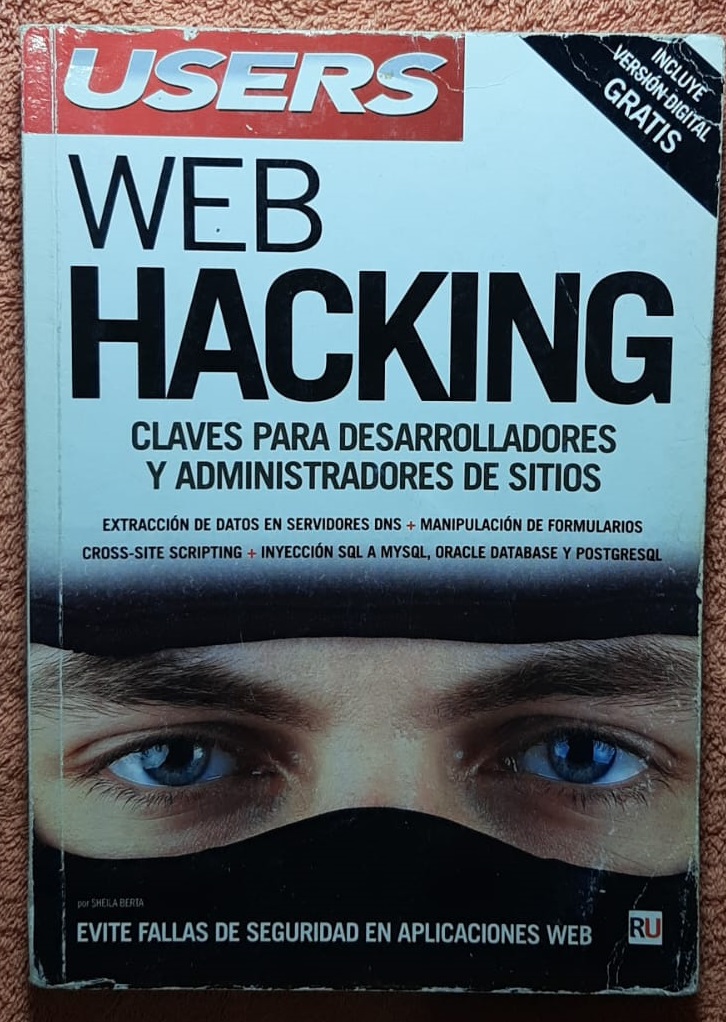 USERS
INCLUYE
VERSIÓN DIGITAL
GRATIS
WEB
HACKING
CLAVES PARA DESARROLLADORES
Y ADMINISTRADORES DE SITIOS
EXTRACCIÓN DE DATOS EN SERVIDORES DNS + MANIPULACIÓN DE FORMULARIOS
CROSS-SITE SCRIPTING + INYECCIÓN SQL A MYSQL, ORACLE DATABASE Y POSTGRESQL
por SHEILA BERTA
EVITE FALLAS DE SEGURIDAD EN APLICACIONES WEB
RU